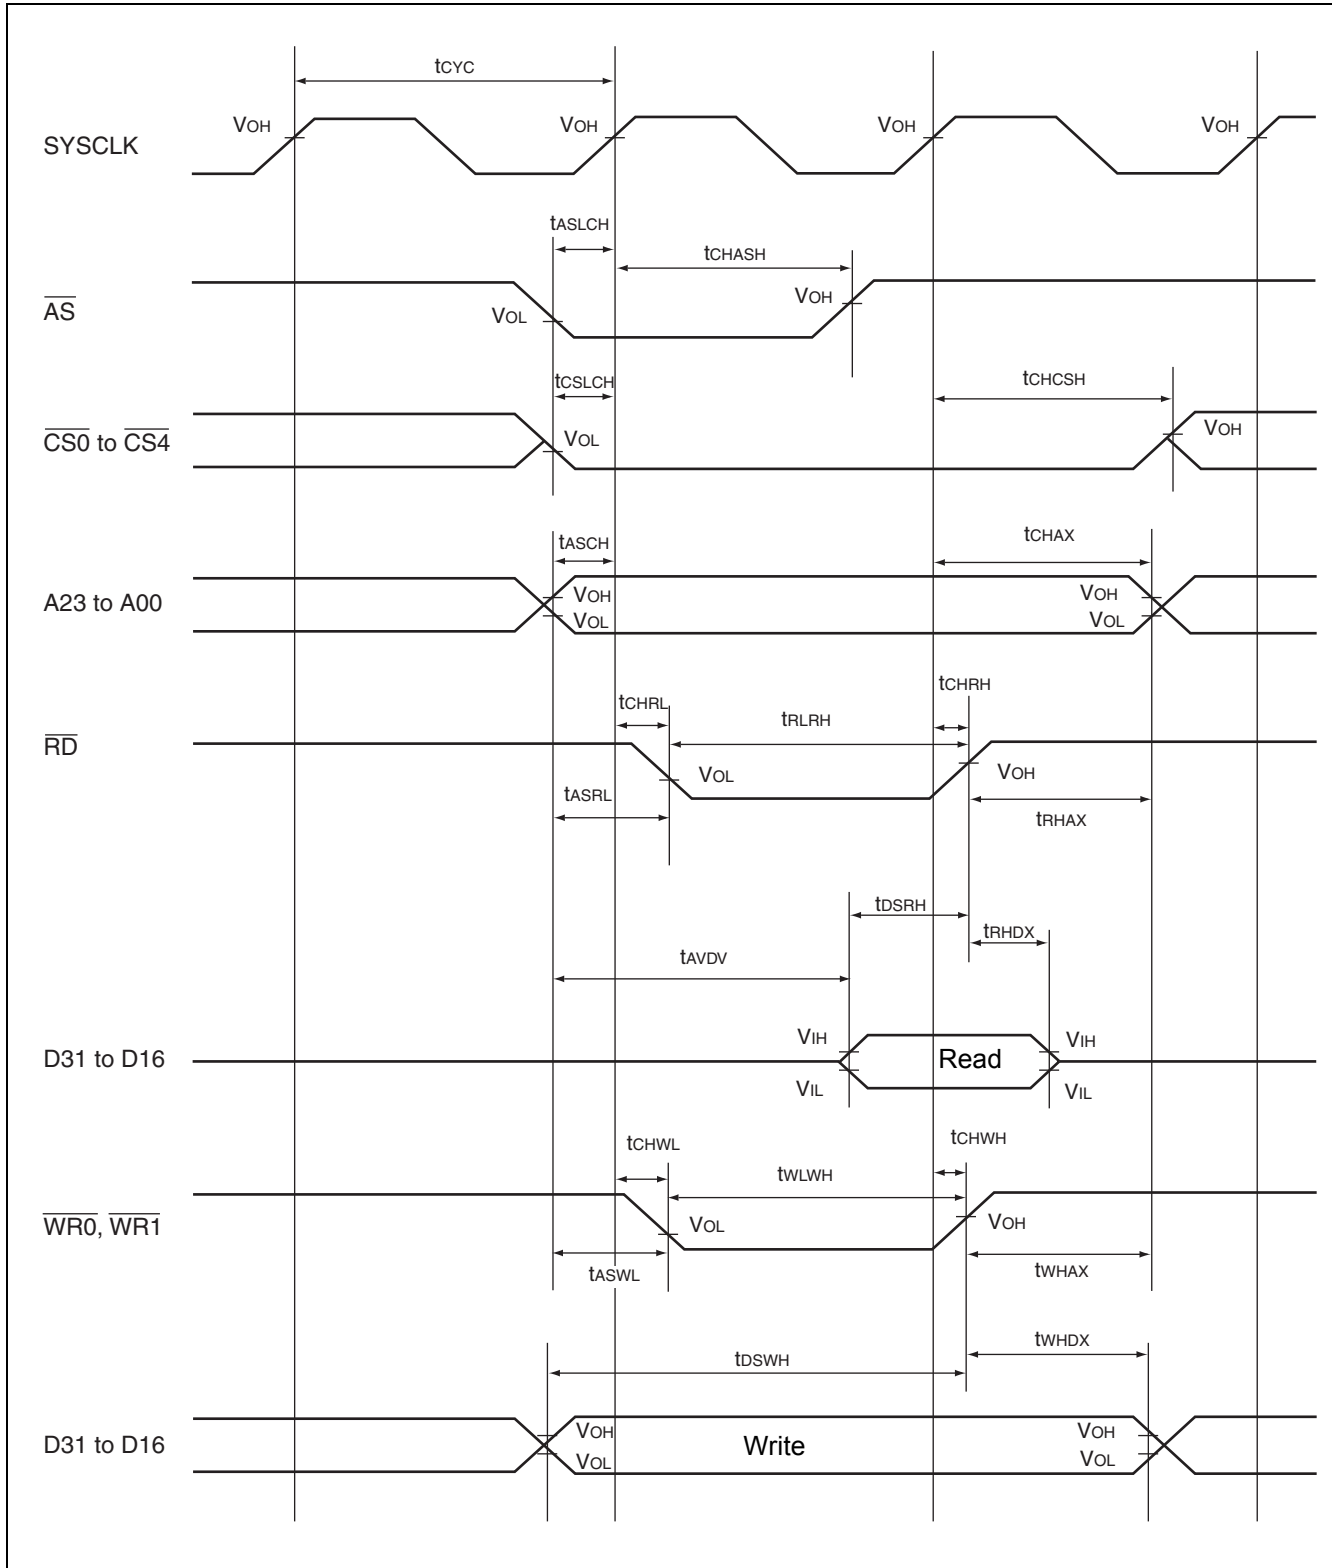 tCYC
SYSCLK
VOH VOH VOH VOH
tASLCH
tCHASH
AS
VOL VOH
tCSLCH
tCHCSH
CS0 to CS4
VOL VOH
tASCH
tCHAX
A23 to A00
VOH VOH
VOL VOL
tCHRL tRLRH tCHRH
RD
VOL VOH
tASRL tRHAX
tDSRH
tRHDX
tAVDV
D31 to D16
VIH Read VIH
VIL VIL
tCHWL tWLWH tCHWH
WR0, WR1
VOL VOH
tASWL tWHAX
tWHDX
tDSWH
D31 to D16
VOH Write VOH
VOL VOL